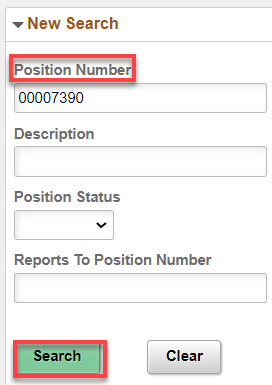 New Search
Position Number
00007390
Description
Position Status
Reports To Position Number
Search
Clear